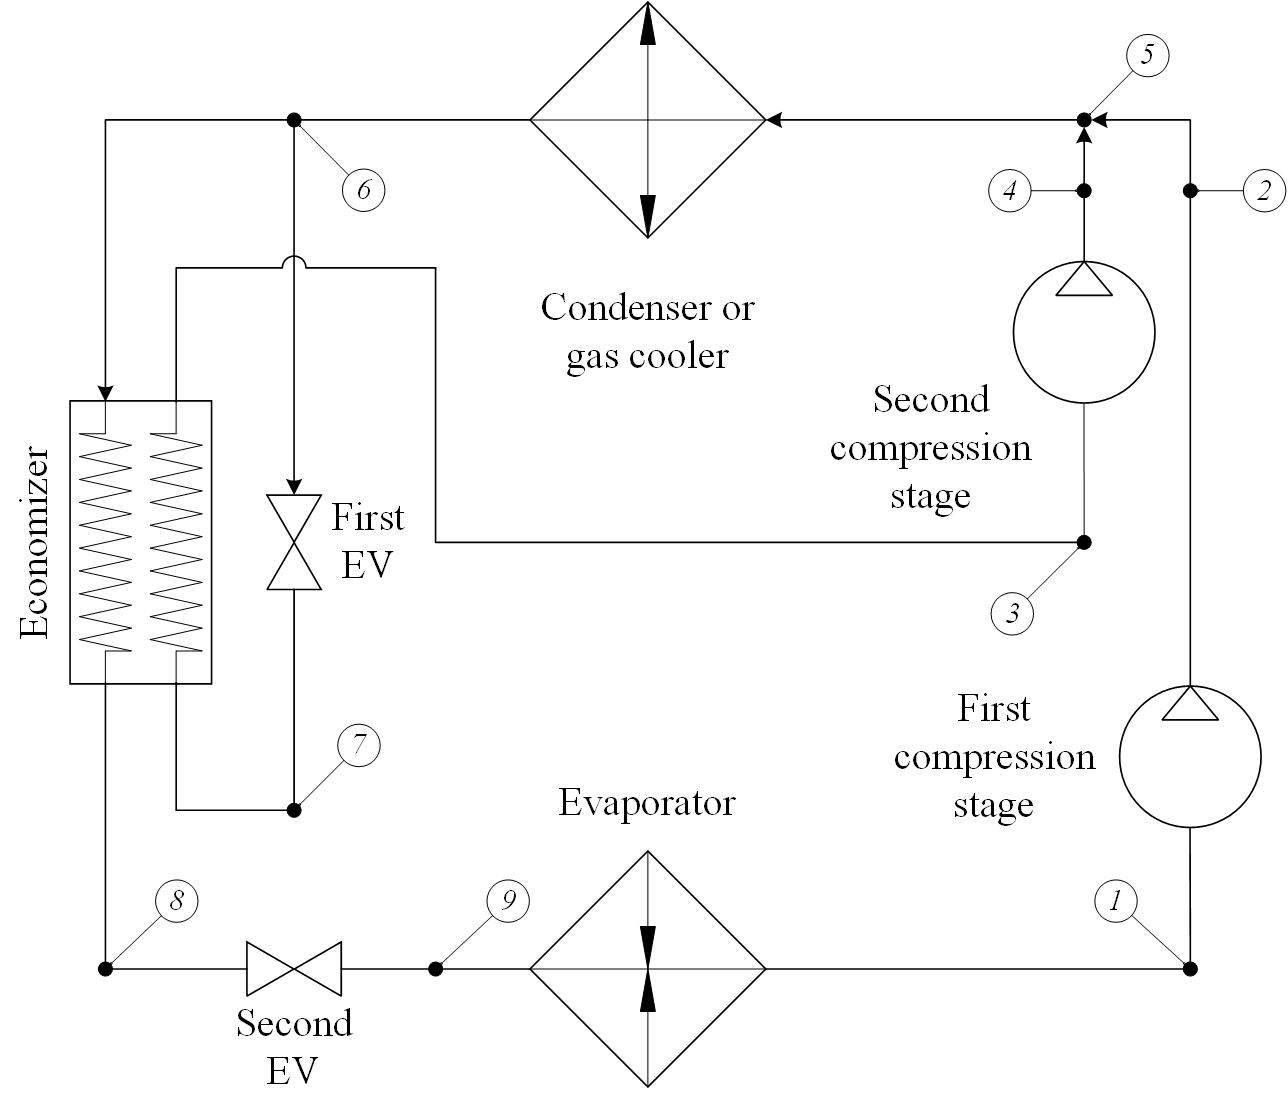 5
6
4
2
Condenser or
gas cooler
Second
compression
stage
Economizer
First
EV
3
First
compression
stage
7
Evaporator
8
9
1
Second
EV